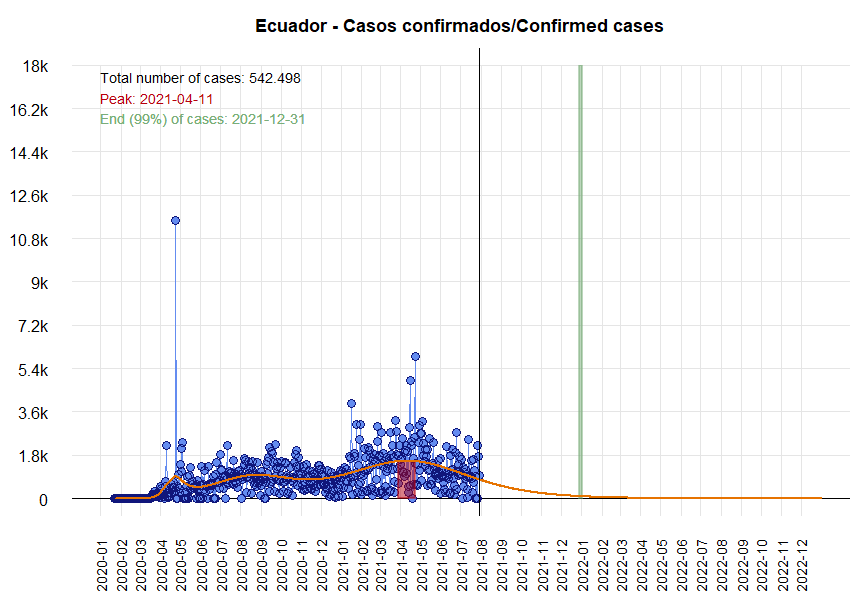 Ecuador - Casos confirmados/Confirmed cases
Total number of cases: 542.498
Peak: 2021-04-11
End (99%) of cases: 2021-12-31
18k
16.2k
14.4k
12.6k
10.8k
9k
7.2k
5.4k
3.6k
1.8k
0
2020-01
2020-02
2020-03
2020-04
2020-05
2020-06
2020-07
2020-08
2020-09
2020-10
2020-11
2020-12
2021-01
2021-02
2021-03
2021-04
2021-05
2021-06
2021-07
2021-08
2021-09
2021-10
2021-11
2021-12
2022-01
2022-02
2022-03
2022-04
2022-05
2022-06
2022-07
2022-08
2022-09
2022-10
2022-11
2022-12